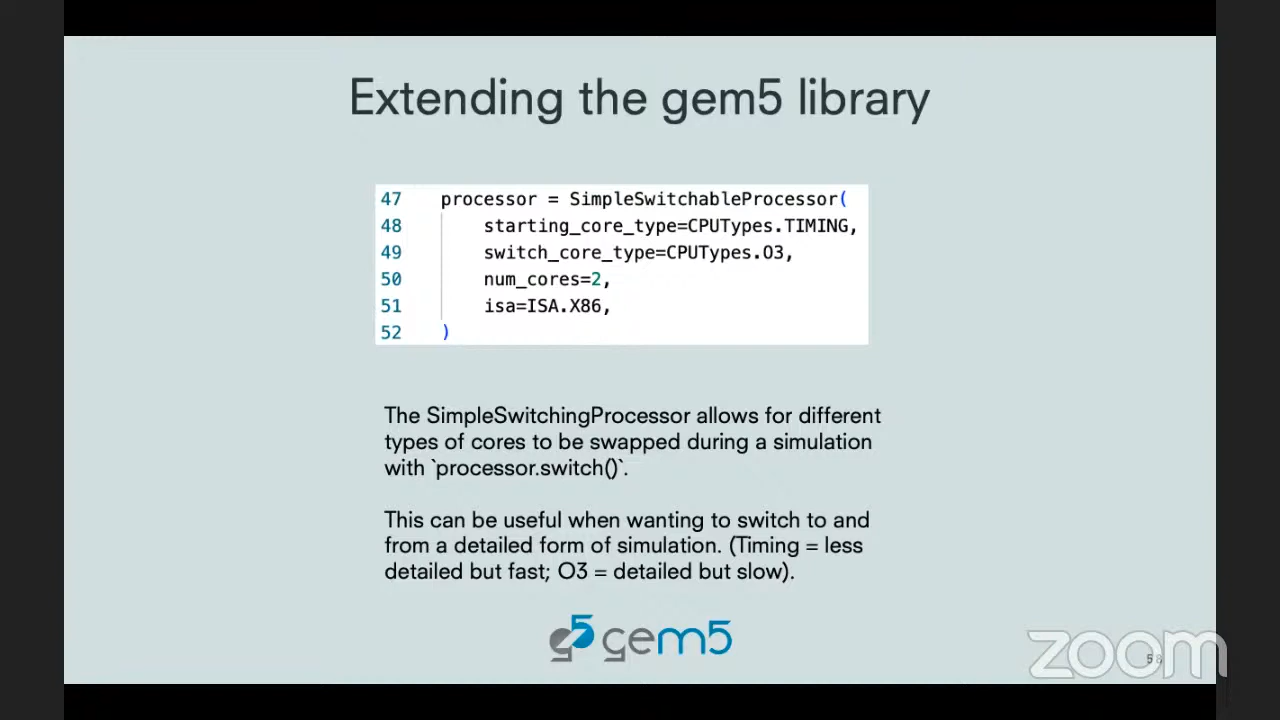 Extending the gem5 library
47 processor = SimpleSwitchableProcessor(
48 starting_core_type=CPUTypes.TIMING,
49 switch_core_type=CPUTypes.O3,
50 num_cores=2,
51 isa=ISA.X86,
52 )
The SimpleSwitchingProcessor allows for different
types of cores to be swapped during a simulation
with `processor.switch()`.
This can be useful when wanting to switch to and
from a detailed form of simulation. (Timing = less
detailed but fast; O3 = detailed but slow).
g5 gem5
zoom